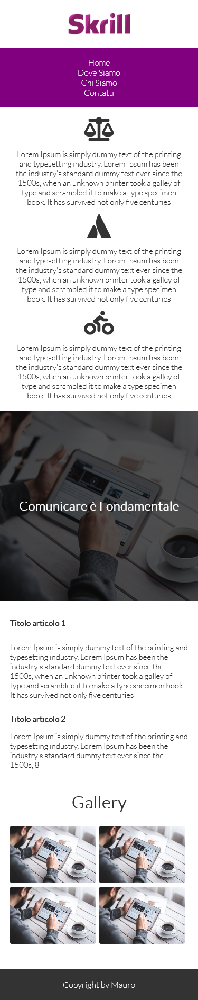 Skrill
Home
Dove Siamo
Chi Siamo
Contatti
Lorem Ipsum is simply dummy text of the printing
and typesetting industry. Lorem Ipsum has been
the industry's standard dummy text ever since the
1500s, when an unknown printer took a galley of
type and scrambled it to make a type specimen
book. It has survived not only five centuries
Lorem Ipsum is simply dummy text of the printing
and typesetting industry. Lorem Ipsum has been
the industry's standard dummy text ever since the
1500s, when an unknown printer took a galley of
type and scrambled it to make a type specimen
book. It has survived not only five centuries
Lorem Ipsum is simply dummy text of the printing
and typesetting industry. Lorem Ipsum has been
the industry's standard dummy text ever since the
1500s, when an unknown printer took a galley of
type and scrambled it to make a type specimen
book. It has survived not only five centuries
Comunicare è Fondamentale
Titolo articolo 1
Lorem Ipsum is simply dummy text of the printing and
typesetting industry. Lorem Ipsum has been the
industry's standard dummy text ever since the
1500s, when an unknown printer took a galley of
type and scrambled it to make a type specimen book.
It has survived not only five centuries
Titolo articolo 2
Lorem Ipsum is simply dummy text of the printing and
typesetting industry. Lorem Ipsum has been the
industry's standard dummy text ever since the
1500s, 8
Gallery
Copyright by Mauro